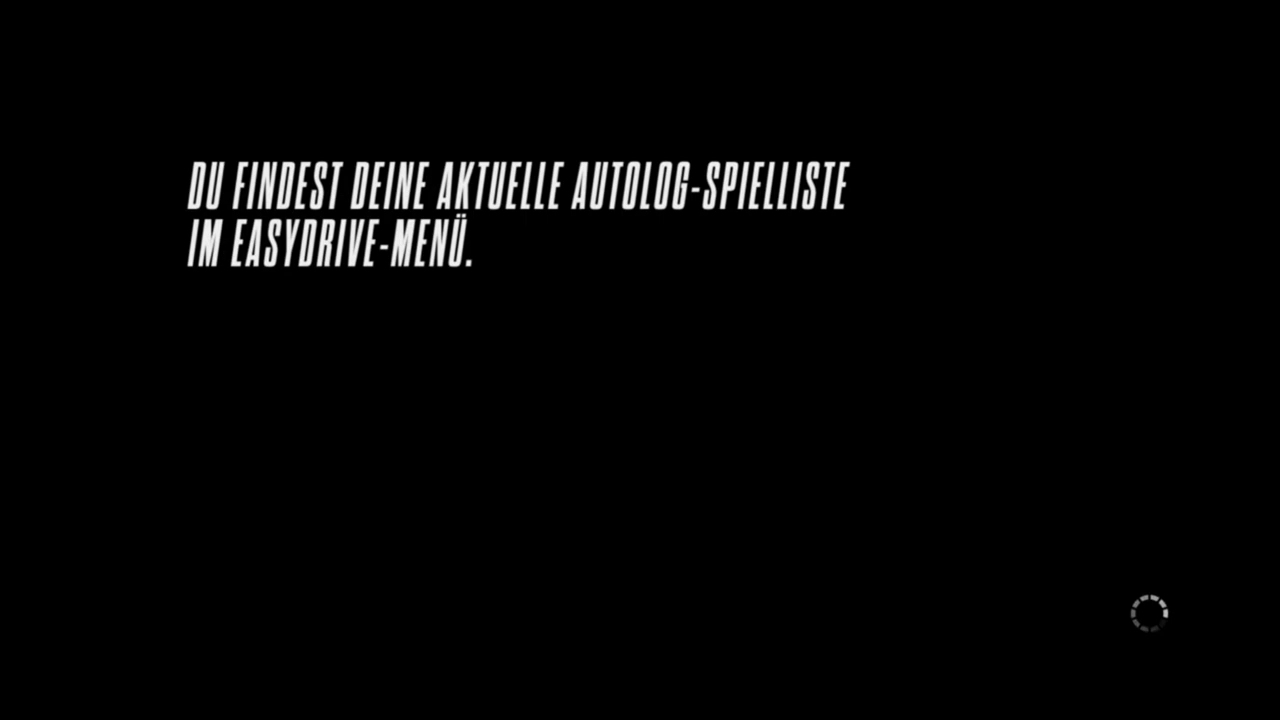 DU FINDEST DEINE AKTUELLE AUTOLOG-SPIELLISTE
IM EASYDRIVE-MENÜ.